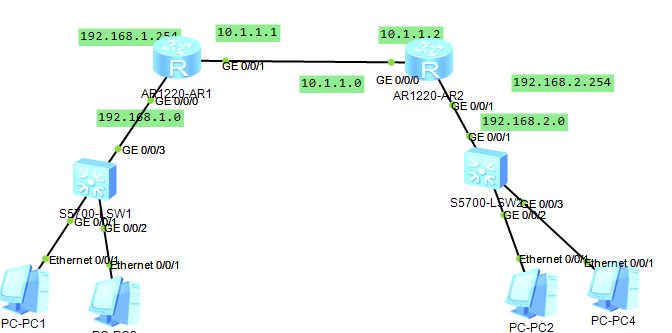 192.168.1.254
10.1.1.1
10.1.1.2
GE 0/0/1
GE 0/0/0
10.1.1.0
192.168.2.254
AR1220-AR1
AR1220-AR2
GE 0/0/0
GE 0/0/1
192.168.1.0
192.168.2.0
GE 0/0/1
GE 0/0/3
S5700-LSW1
S5700-LSW2
GE 0/0/3
GE 0/0/1
GE 0/0/2
GE 0/0/2
Ethernet 0/0/1
Ethernet 0/0/1
Ethernet 0/0/1
Ethernet 0/0/1
PC-PC1
PC-PC2
PC-PC4